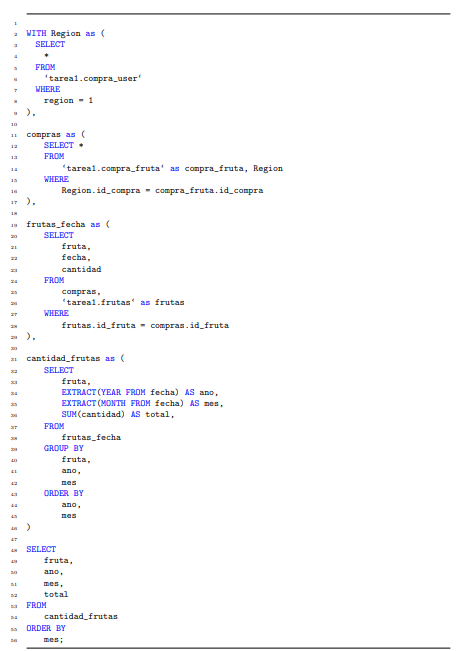 1
2 WITH Region as (
3 SELECT
4 *
5 FROM
6 ‘tarea1.compra_user‘
7 WHERE
8 region = 1
9 ),
10
11 compras as (
12 SELECT *
13 FROM
14 ‘tarea1.compra_fruta‘ as compra_fruta, Region
15 WHERE
16 Region.id_compra = compra_fruta.id_compra
17 ),
18
19 frutas_fecha as (
20 SELECT
21 fruta,
22 fecha,
23 cantidad
24 FROM
25 compras,
26 ‘tarea1.frutas‘ as frutas
27 WHERE
28 frutas.id_fruta = compras.id_fruta
29 ),
30
31 cantidad_frutas as (
32 SELECT
33 fruta,
34 EXTRACT(YEAR FROM fecha) AS ano,
35 EXTRACT(MONTH FROM fecha) AS mes,
36 SUM(cantidad) AS total,
37 FROM
38 frutas_fecha
39 GROUP BY
40 fruta,
41 ano,
42 mes
43 ORDER BY
44 ano,
45 mes
46 )
47
48 SELECT
49 fruta,
50 ano,
51 mes,
52 total
53 FROM
54 cantidad_frutas
55 ORDER BY
56 mes;